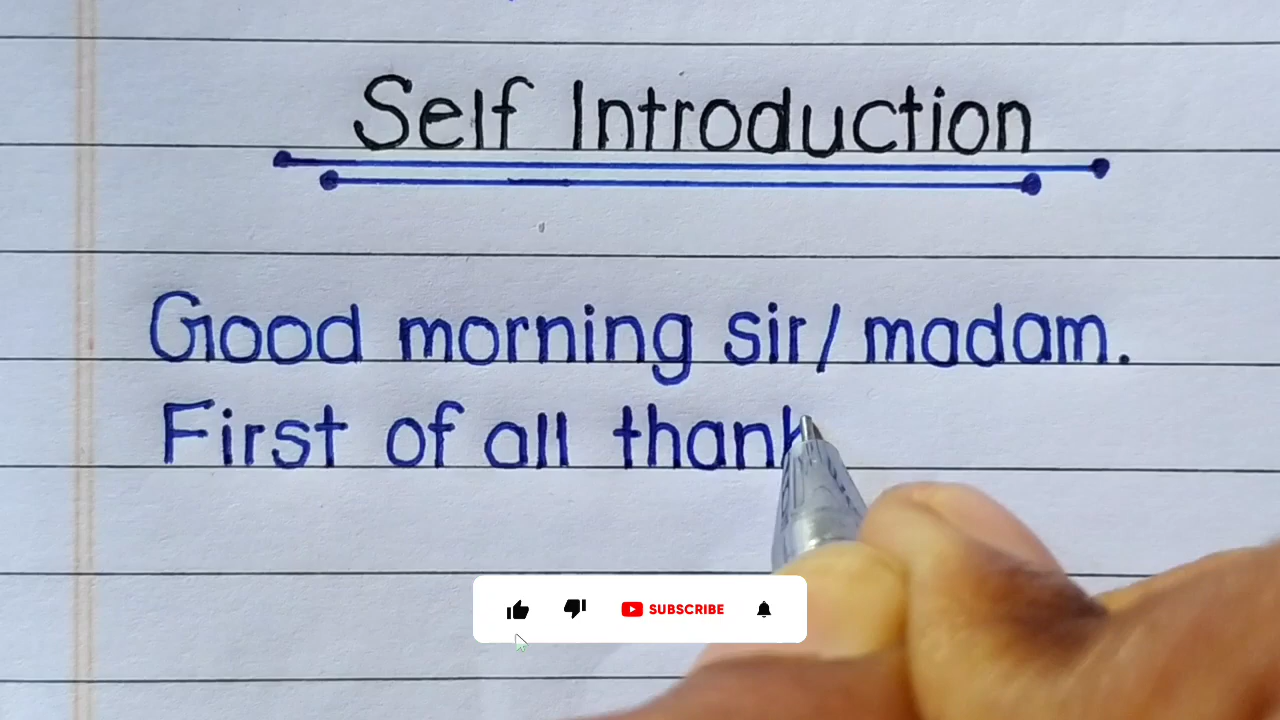 Self Introduction
Good morning sir/ madam.
First of all thank
SUBSCRIBE